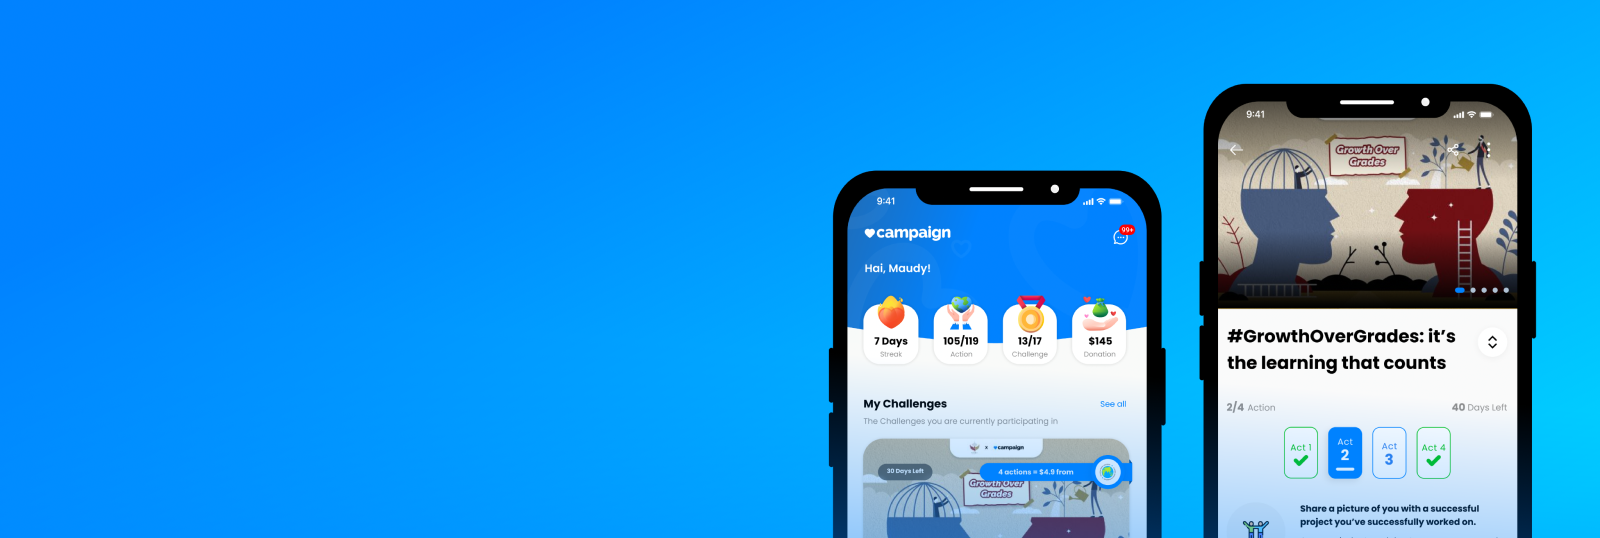 9:41
campaign
99+
Hai, Maudy!
7 Days
Streak
105/119
Action
13/17
Challenge
$145
Donation
My Challenges
See all
The Challenges you are currently participating in
x campaign
30 Days Left
4 actions = $4.9 from
Growth Over
Grades
9:41
Growth Over
Grades
#GrowthOverGrades: it's
the learning that counts
2/4 Action
40 Days Left
Act 1
Act
2
Act
3
Act 4
Share a picture of you with a successful
project you've successfully worked on.